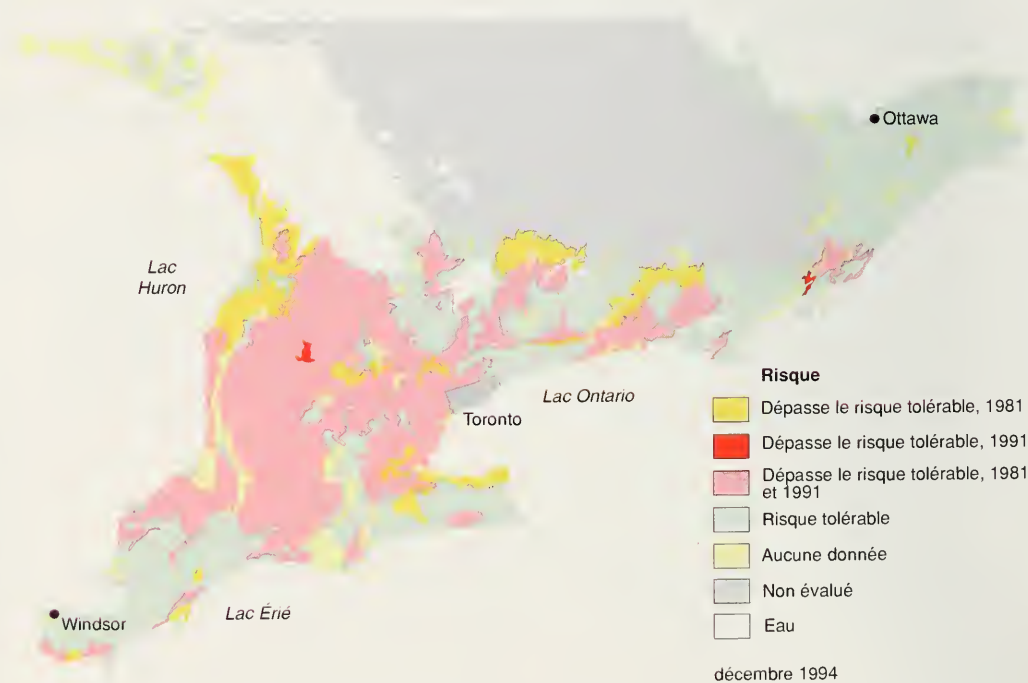 Ottawa
Lac
Huron
Lac Ontario
Toronto
Lac Érié
Windsor
Risque
Dépasse le risque tolérable, 1981
Dépasse le risque tolérable, 1991
Dépasse le risque tolérable, 1981
et 1991
Risque tolérable
Aucune donnée
Non évalué
Eau
décembre 1994